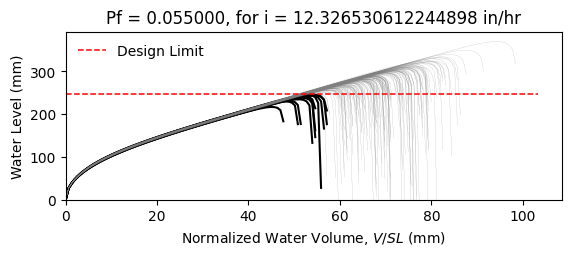 Pf = 0.055000, for i = 12.326530612244898 in/hr
Design Limit
Water Level (mm)
300
200
100
0
0 20 40 60 80 100
Normalized Water Volume, V/SL (mm)